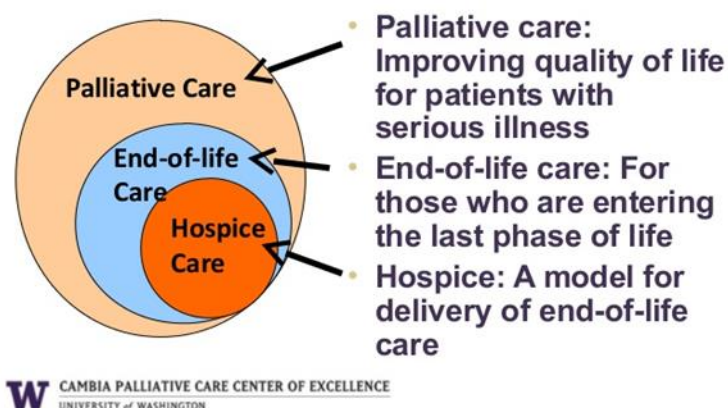 Palliative Care
End-of-life
Care
Hospice
Care
• Palliative care:
Improving quality of life
for patients with
serious illness
• End-of-life care: For
those who are entering
the last phase of life
• Hospice: A model for
delivery of end-of-life
care
W CAMBIA PALLIATIVE CARE CENTER OF EXCELLENCE
UNIVERSITY of WASHINGTON